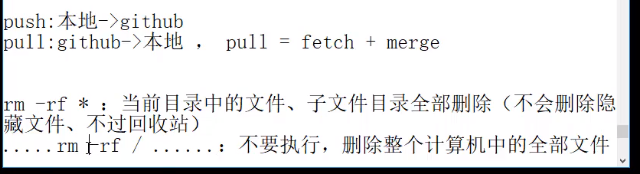 push:本地->github
pull:github->本地 , pull = fetch + merge
rm -rf * : 当前目录中的文件、子文件目录全部删除（不会删除隐
藏文件、不过回收站）
.....rm -rf / ......: 不要执行，删除整个计算机中的全部文件